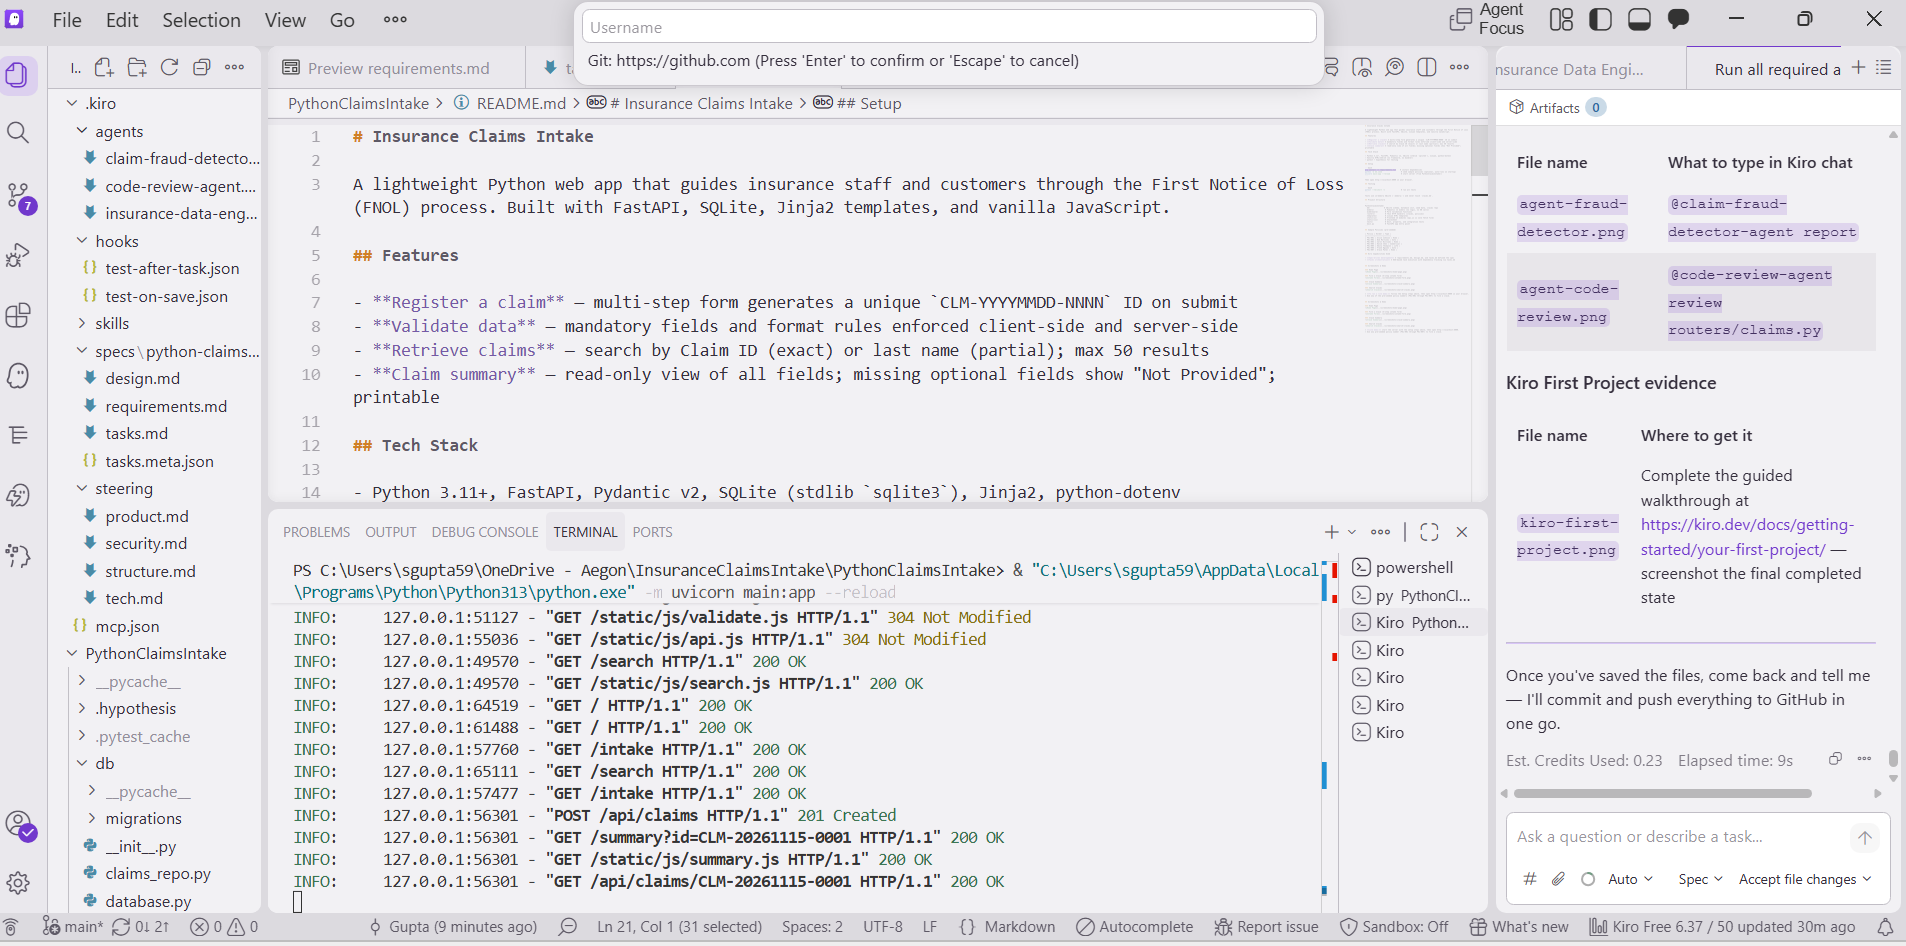 File Edit Selection View Go •••
Username
Git: https://github.com (Press 'Enter' to confirm or 'Escape' to cancel)
Agent Focus
I..
.kiro
agents
claim-fraud-detecto...
code-review-agent....
insurance-data-eng...
hooks
test-after-task.json
test-on-save.json
skills
specs\python-claims...
design.md
requirements.md
tasks.md
tasks.meta.json
steering
product.md
security.md
structure.md
tech.md
mcp.json
PythonClaimsIntake
__pycache__
.hypothesis
.pytest_cache
db
__pycache__
migrations
__init__.py
claims_repo.py
database.py
7
Preview requirements.md
PythonClaimsIntake > README.md > # Insurance Claims Intake > ## Setup
1 # Insurance Claims Intake
2
3 A lightweight Python web app that guides insurance staff and customers through the First Notice of Loss
(FNOL) process. Built with FastAPI, SQLite, Jinja2 templates, and vanilla JavaScript.
4
5 ## Features
6
7 - **Register a claim** — multi-step form generates a unique `CLM-YYYYMMDD-NNNN` ID on submit
8 - **Validate data** — mandatory fields and format rules enforced client-side and server-side
9 - **Retrieve claims** — search by Claim ID (exact) or last name (partial); max 50 results
10 - **Claim summary** — read-only view of all fields; missing optional fields show "Not Provided";
printable
11
12 ## Tech Stack
13
14 - Python 3.11+, FastAPI, Pydantic v2, SQLite (stdlib `sqlite3`), Jinja2, python-dotenv
PROBLEMS OUTPUT DEBUG CONSOLE TERMINAL PORTS
PS C:\Users\sgupta59\OneDrive - Aegon\InsuranceClaimsIntake\PythonClaimsIntake> & "C:\Users\sgupta59\AppData\Local
\Programs\Python\Python313\python.exe" -m uvicorn main:app --reload
INFO: 127.0.0.1:51127 - "GET /static/js/validate.js HTTP/1.1" 304 Not Modified
INFO: 127.0.0.1:55036 - "GET /static/js/api.js HTTP/1.1" 304 Not Modified
INFO: 127.0.0.1:49570 - "GET /search HTTP/1.1" 200 OK
INFO: 127.0.0.1:49570 - "GET /static/js/search.js HTTP/1.1" 200 OK
INFO: 127.0.0.1:64519 - "GET / HTTP/1.1" 200 OK
INFO: 127.0.0.1:61488 - "GET / HTTP/1.1" 200 OK
INFO: 127.0.0.1:57760 - "GET /intake HTTP/1.1" 200 OK
INFO: 127.0.0.1:65111 - "GET /search HTTP/1.1" 200 OK
INFO: 127.0.0.1:57477 - "GET /intake HTTP/1.1" 200 OK
INFO: 127.0.0.1:56301 - "POST /api/claims HTTP/1.1" 201 Created
INFO: 127.0.0.1:56301 - "GET /summary?id=CLM-20261115-0001 HTTP/1.1" 200 OK
INFO: 127.0.0.1:56301 - "GET /static/js/summary.js HTTP/1.1" 200 OK
INFO: 127.0.0.1:56301 - "GET /api/claims/CLM-20261115-0001 HTTP/1.1" 200 OK
powershell
py PythonCl...
Kiro Python...
Kiro
Kiro
Kiro
Kiro
nsurance Data Engi... Run all required a
Artifacts 0
File name What to type in Kiro chat
agent-fraud-
detector.png
@claim-fraud-
detector-agent report
agent-code-
review.png
@code-review-agent
review
routers/claims.py
Kiro First Project evidence
File name Where to get it
kiro-first-
project.png
Complete the guided
walkthrough at
https://kiro.dev/docs/getting-
started/your-first-project/ —
screenshot the final completed
state
Once you've saved the files, come back and tell me
— I'll commit and push everything to GitHub in
one go.
Est. Credits Used: 0.23 Elapsed time: 9s
Ask a question or describe a task...
# Auto Spec Accept file changes
main* 0↓ 2↑ 0 0 Gupta (9 minutes ago) Ln 21, Col 1 (31 selected) Spaces: 2 UTF-8 LF {} Markdown Autocomplete Report issue Sandbox: Off What's new Kiro Free 6.37 / 50 updated 30m ago